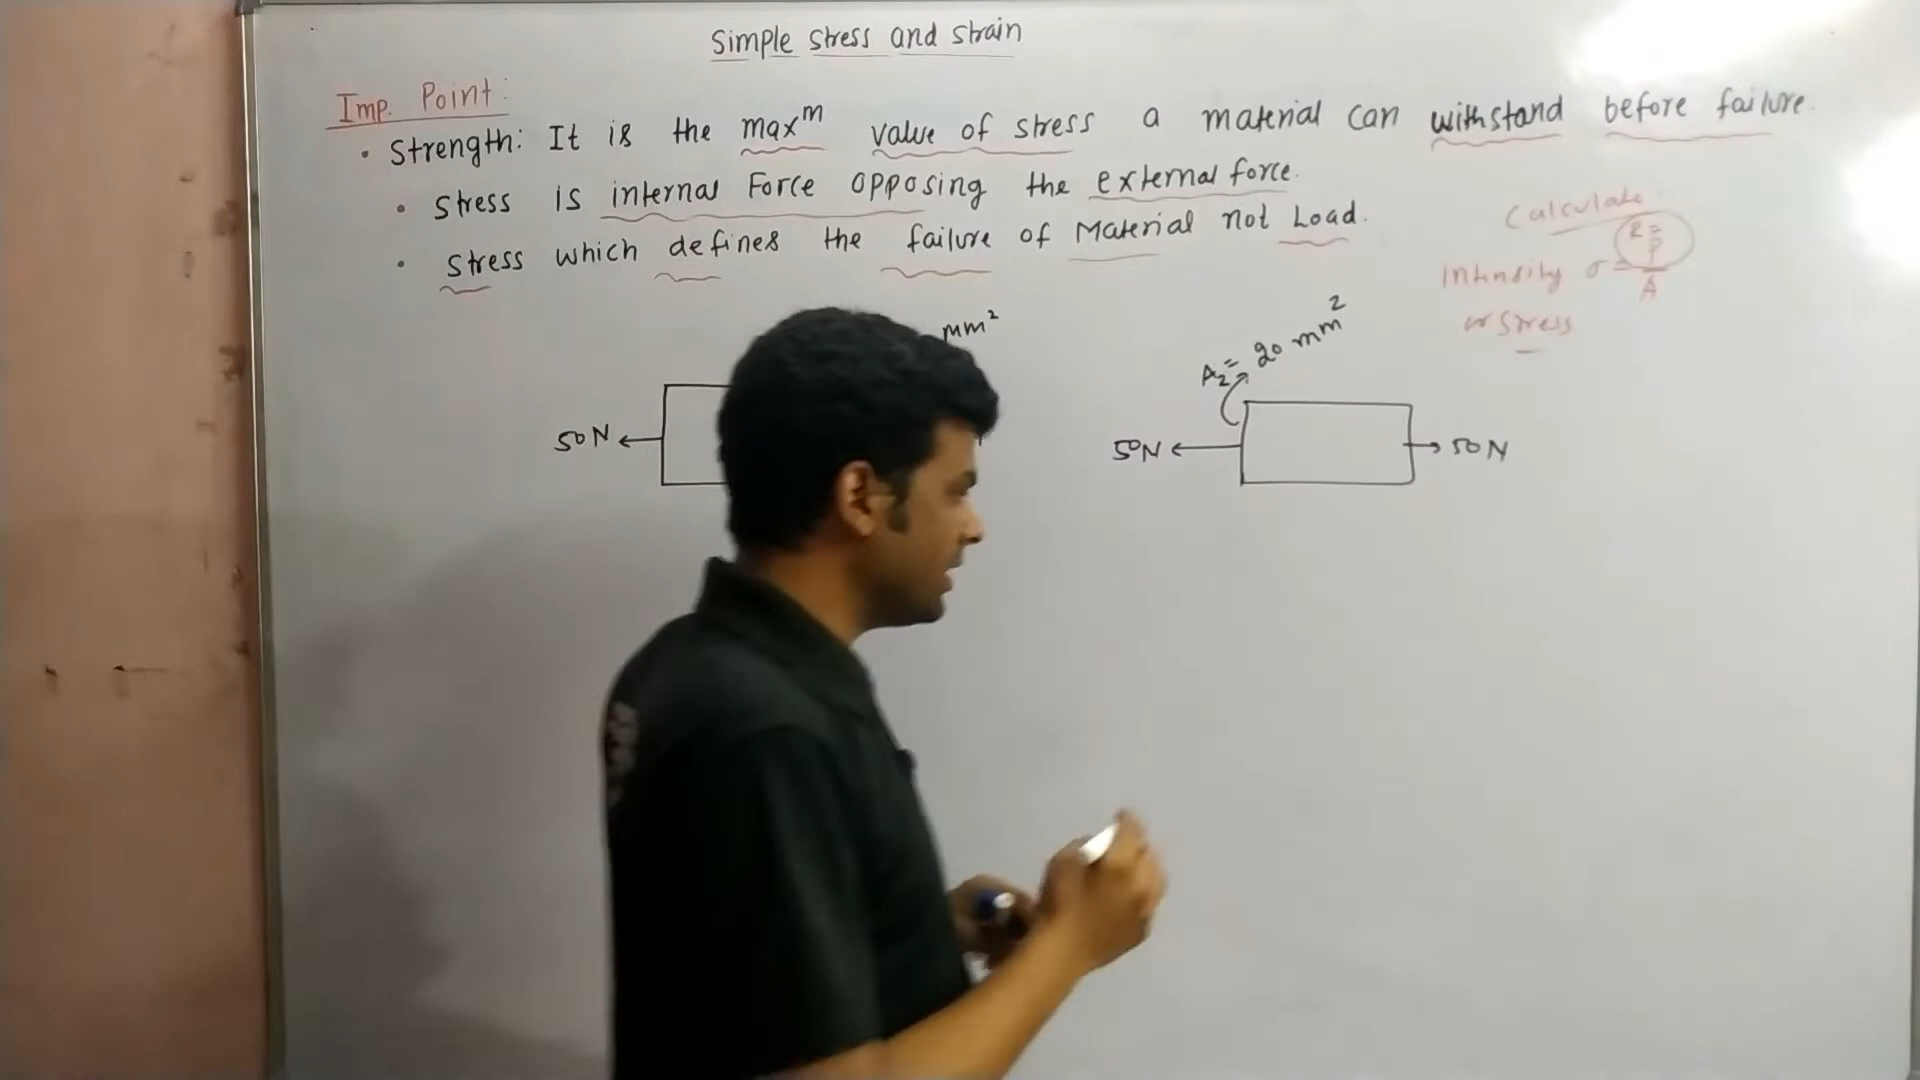 Simple stress and strain
Imp. Point:
• Strength: It is the maxᵐ value of stress a material can withstand before failure.
• Stress is internal Force opposing the external force.
• Stress which defines the failure of Material not Load.
Calculate
R=
P
Intensity σ = 
A
or Stress
mm²
A₂= 20 mm²
50N
50N
50N